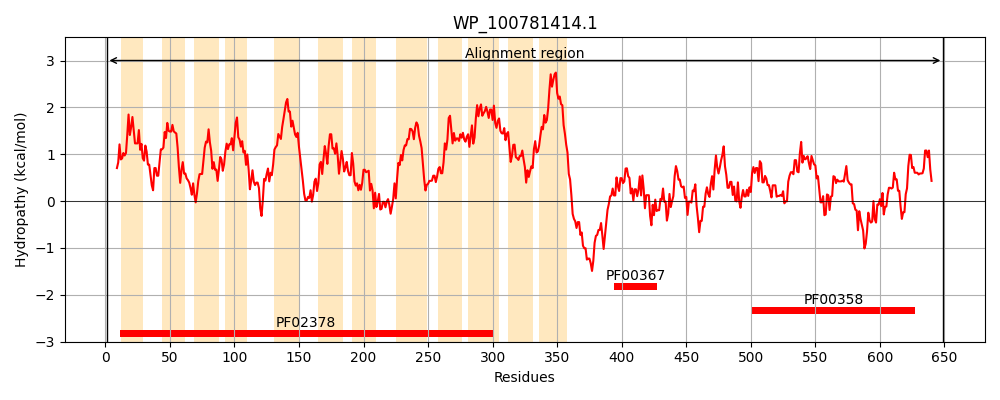 WP_100781414.1
Alignment region
Hydropathy (kcal/mol)
3
2
1
0
−1
−2
−3
PF00367
PF00358
PF02378
0 50 100 150 200 250 300 350 400 450 500 550 600 650
Residues